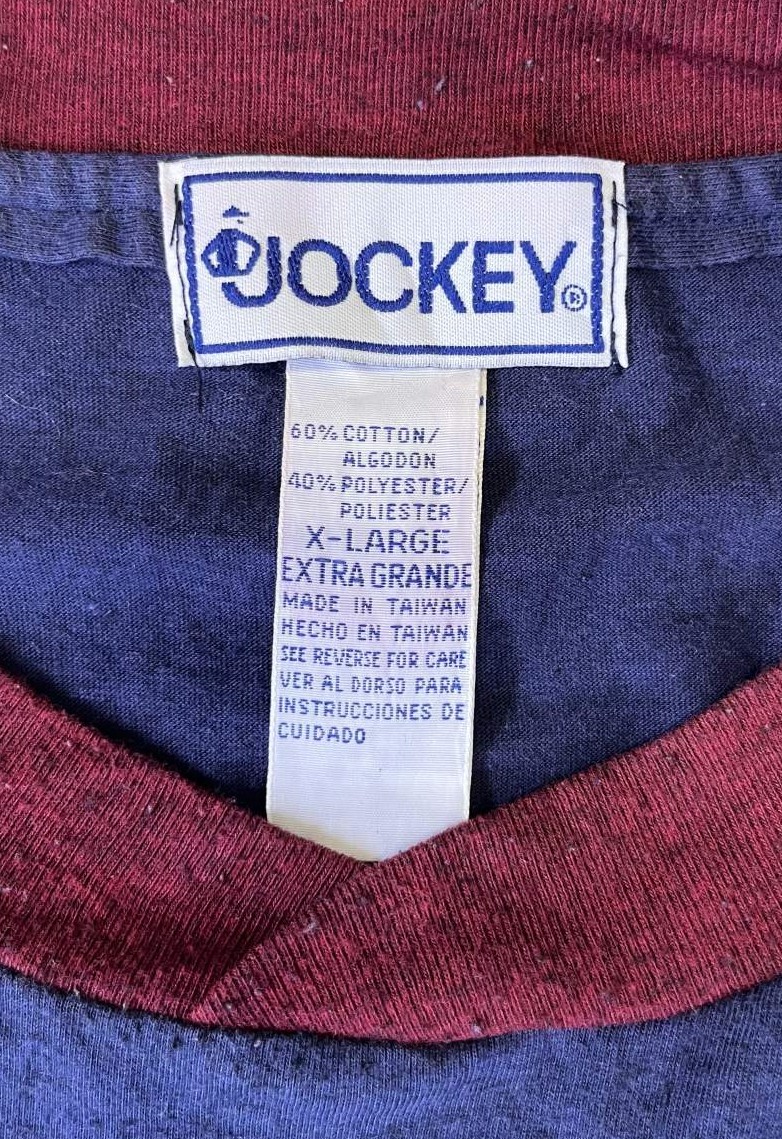 JOCKEY®
60% COTTON/
ALGODON
40% POLYESTER/
POLIESTER
X-LARGE
EXTRA GRANDE
MADE IN TAIWAN
HECHO EN TAIWAN
SEE REVERSE FOR CARE
VER AL DORSO PARA
INSTRUCCIONES DE
CUIDADO